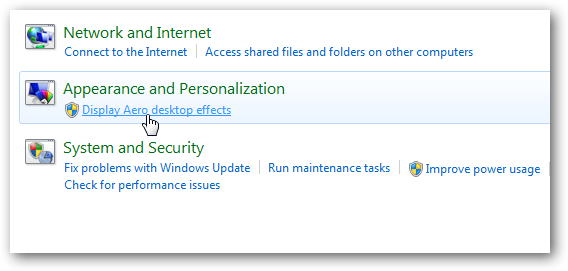 Network and Internet
Connect to the Internet Access shared files and folders on other computers
Appearance and Personalization
Display Aero desktop effects
System and Security
Fix problems with Windows Update Run maintenance tasks Improve power usage
Check for performance issues